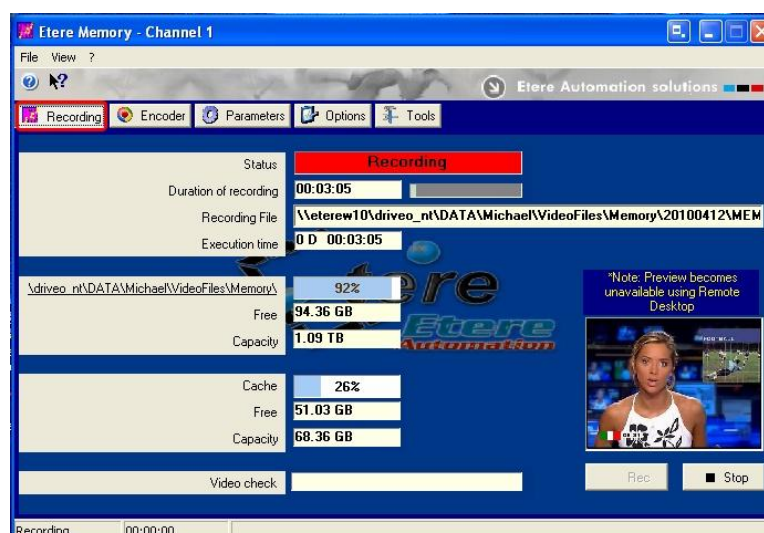 Etere Memory - Channel 1
File View ?
Etere Automation solutions
Recording Encoder Parameters Options Tools
Status Recording
Duration of recording 00:03:05
Recording File \\eterew10\driveo_nt\DATA\Michael\VideoFiles\Memory\20100412\MEM
Execution time 0 D 00:03:05
\driveo_nt\DATA\Michael\VideoFiles\Memory\ 92%
Free 94.36 GB
Capacity 1.09 TB
Etere
Etere
Automation
*Note: Preview becomes
unavailable using Remote
Desktop
FOOTBALL
Cache 26%
Free 51.03 GB
Capacity 68.36 GB
Video check
Rec Stop
Recording 00:00:00